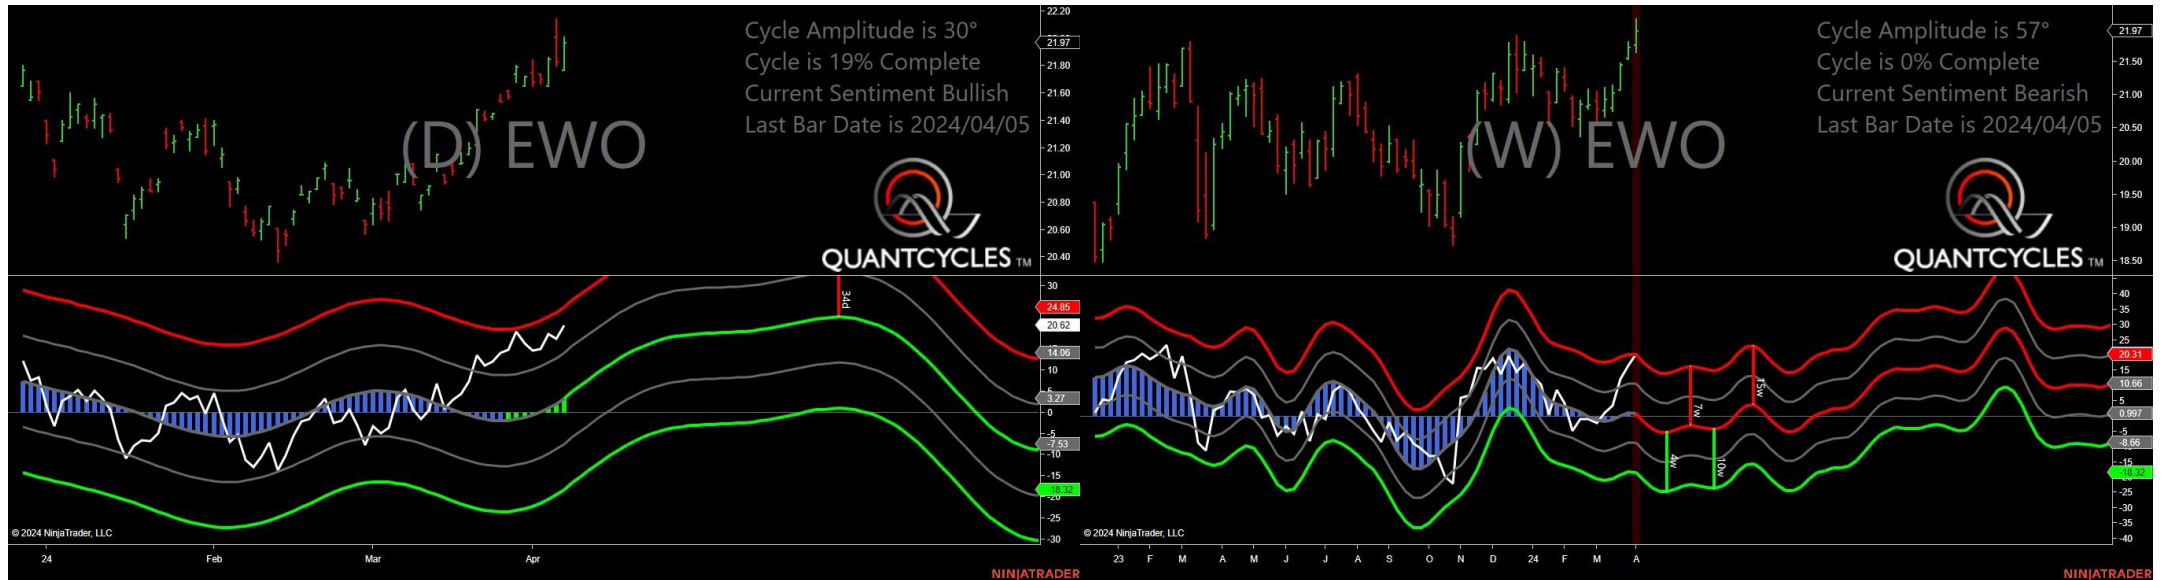 Cycle Amplitude is 30°
Cycle is 19% Complete
Current Sentiment Bullish
Last Bar Date is 2024/04/05
(D) EWO
QUANTCYCLES TM
22.20
21.97
21.80
21.60
21.40
21.20
21.00
20.80
20.60
20.40
34d
30
24.85
20.62
14.06
10
5
3.27
0
-5
-7.53
-10
-15
-18.32
-20
-25
-30
© 2024 NinjaTrader, LLC
24 Feb Mar Apr
NINJATRADER
Cycle Amplitude is 57°
Cycle is 0% Complete
Current Sentiment Bearish
Last Bar Date is 2024/04/05
(W) EWO
QUANTCYCLES TM
21.97
21.50
21.00
20.50
20.00
19.50
19.00
18.50
4w
7w
10w
15w
40
35
30
25
20.31
15
10.66
5
0.997
-5
-8.66
-15
-18.32
-25
-30
-35
-40
© 2024 NinjaTrader, LLC
23 F M A M J J A S O N D 24 F M A
NINJATRADER